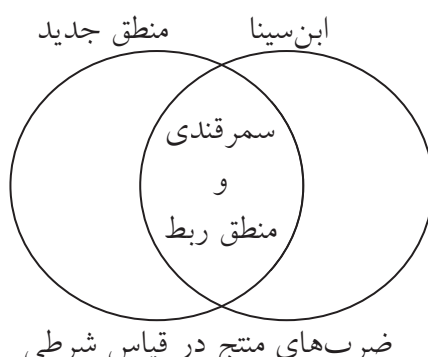 ابن‌سینا
منطق جدید
سمرقندی
و
منطق ربط
ضرب‌های منتج در قیاس شرطی